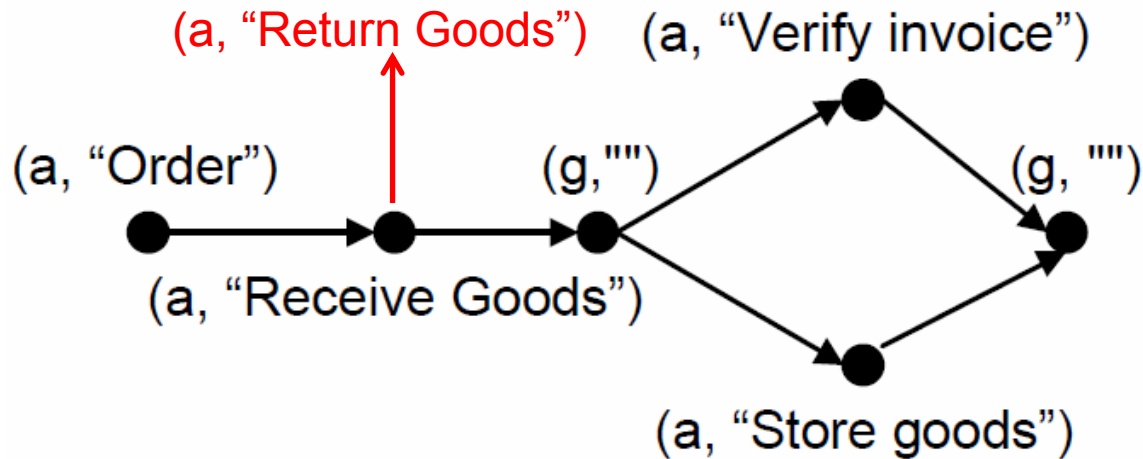 (a, “Return Goods”)
(a, “Verify invoice”)
(a, “Order”)
(g,"")
(g, "")
(a, “Receive Goods”)
(a, “Store goods”)